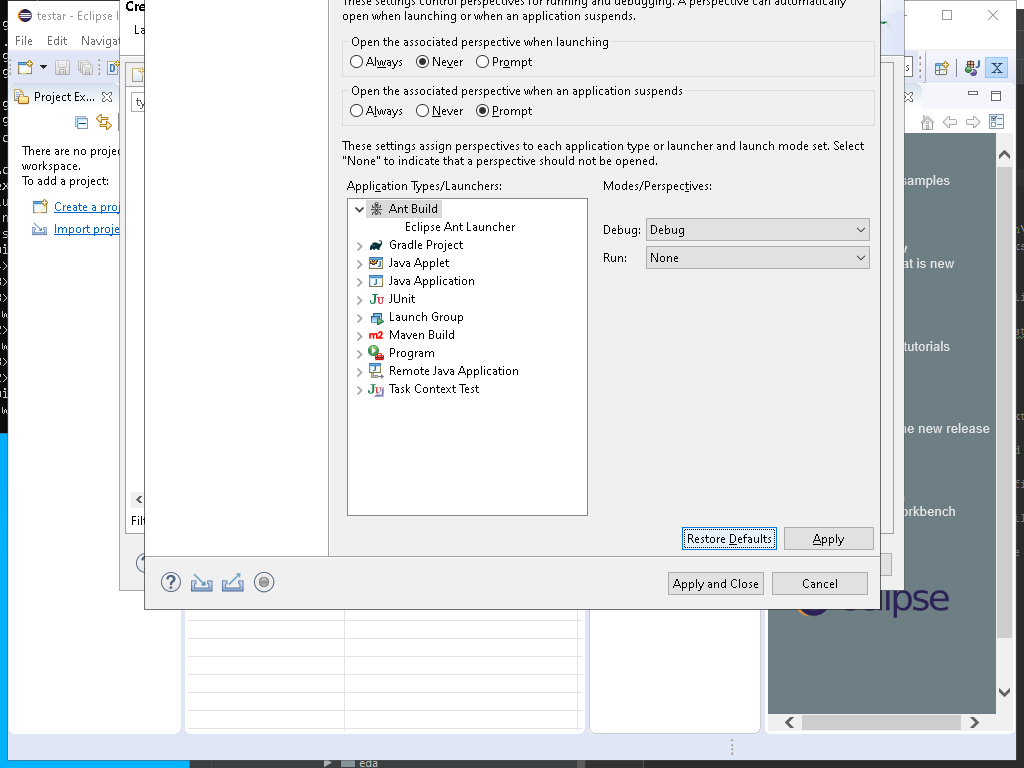 testar - Eclipse I
File Edit Naviga
Project Ex...
There are no proje
workspace.
To add a project:
Create a proj
Import proje
Cre
La
ty
Filt
These settings control perspectives for running and debugging. A perspective can automatically
open when launching or when an application suspends.
Open the associated perspective when launching
Always Never Prompt
Open the associated perspective when an application suspends
Always Never Prompt
These settings assign perspectives to each application type or launcher and launch mode set. Select
"None" to indicate that a perspective should not be opened.
Application Types/Launchers:
Modes/Perspectives:
Ant Build
Eclipse Ant Launcher
Gradle Project
Java Applet
Java Application
JUnit
Launch Group
Maven Build
Program
Remote Java Application
Task Context Test
Debug: Debug
Run: None
Restore Defaults Apply
Apply and Close Cancel
samples
at is new
tutorials
he new release
orkbench
eclipse
eda